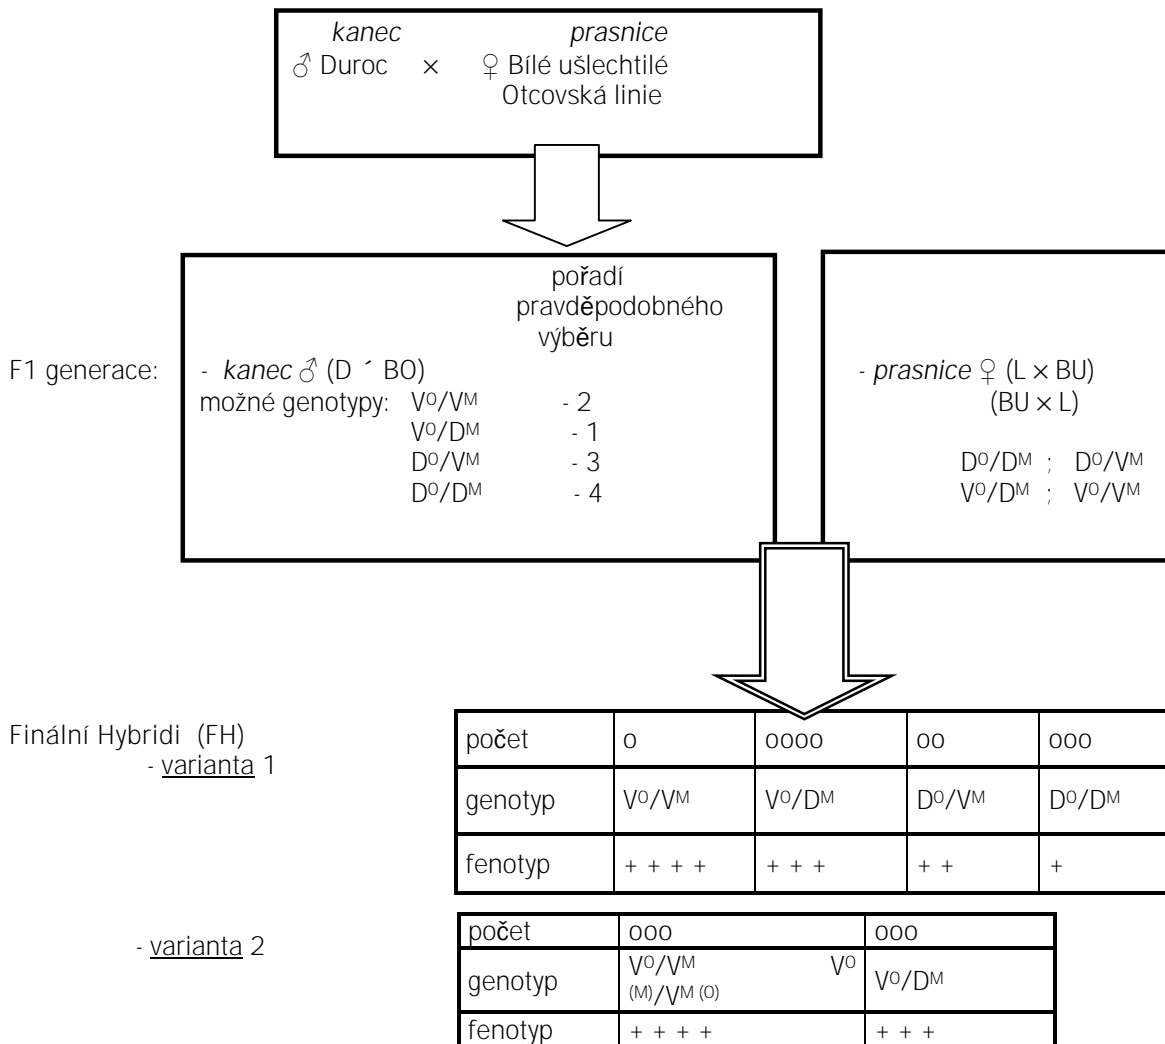 kanec prasnice
♂ Duroc × ♀ Bílé ušlechtilé
Otcovská linie
pořadí
pravděpodobného
výběru
F1 generace:
- kanec ♂ (D ´ BO)
možné genotypy: Vᴼ/Vᴹ - 2
Vᴼ/Dᴹ - 1
Dᴼ/Vᴹ - 3
Dᴼ/Dᴹ - 4
- prasnice ♀ (L × BU)
(BU × L)
Dᴼ/Dᴹ ; Dᴼ/Vᴹ
Vᴼ/Dᴹ ; Vᴼ/Vᴹ
Finální Hybridi (FH)
- varianta 1
počet o oooo oo ooo
genotyp Vᴼ/Vᴹ Vᴼ/Dᴹ Dᴼ/Vᴹ Dᴼ/Dᴹ
fenotyp + + + + + + + + + +
- varianta 2
počet ooo ooo
genotyp Vᴼ/Vᴹ Vᴼ Vᴼ/Dᴹ
(M)/Vᴹ (O)
fenotyp + + + + + + +